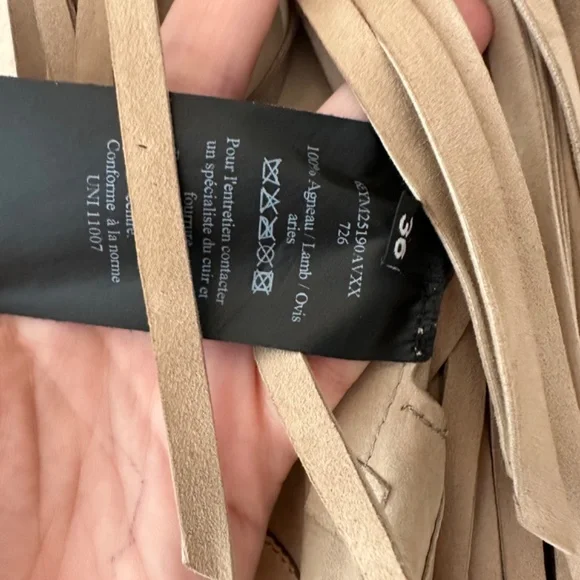 36
726
100% Agneau / Lamb / Ovis
aries
Pour l'entretien contacter
un spécialiste du cuir et
fourrure.
Conforme à la norme
UNI 11007